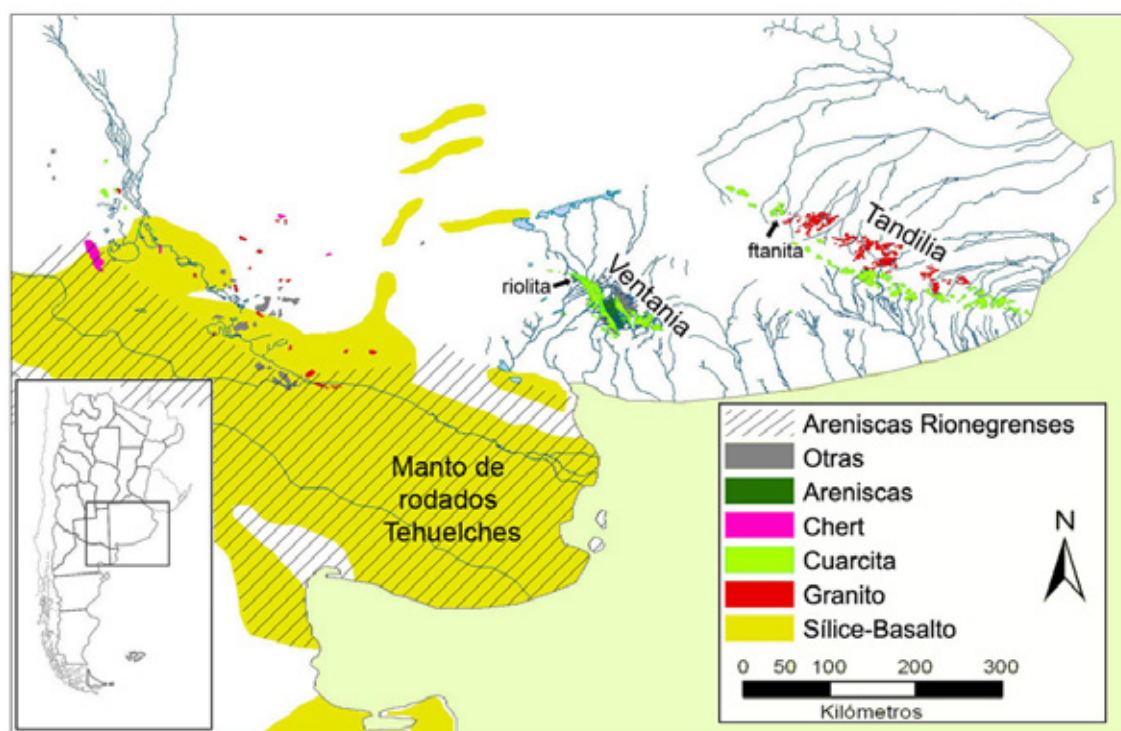 Tandilia
ftanita
Ventania
riolita
Manto de
rodados
Tehuelches
Areniscas Rionegrenses
Otras
Areniscas
Chert
Cuarcita
Granito
Sílice-Basalto
N
0 50 100 200 300
Kilómetros